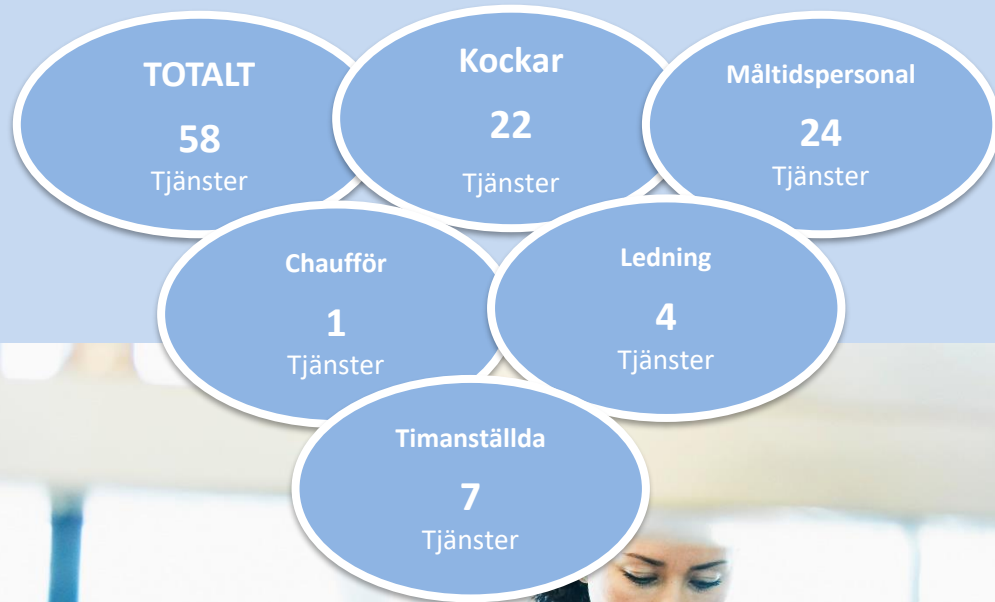 TOTALT
58
Tjänster
Kockar
22
Tjänster
Måltidspersonal
24
Tjänster
Chaufför
1
Tjänster
Ledning
4
Tjänster
Timanställda
7
Tjänster